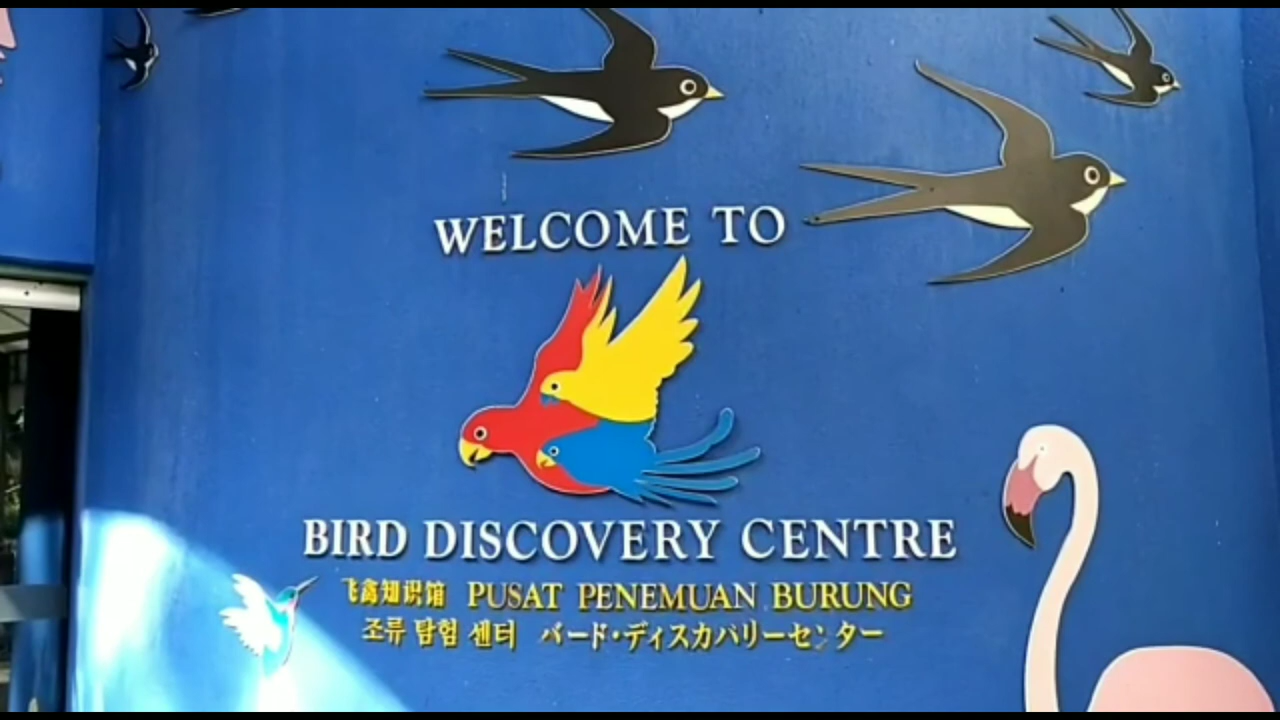 WELCOME TO
BIRD DISCOVERY CENTRE
飞禽知识馆 PUSAT PENEMUAN BURUNG
조류 탐험 센터 バード・ディスカバリーセンター